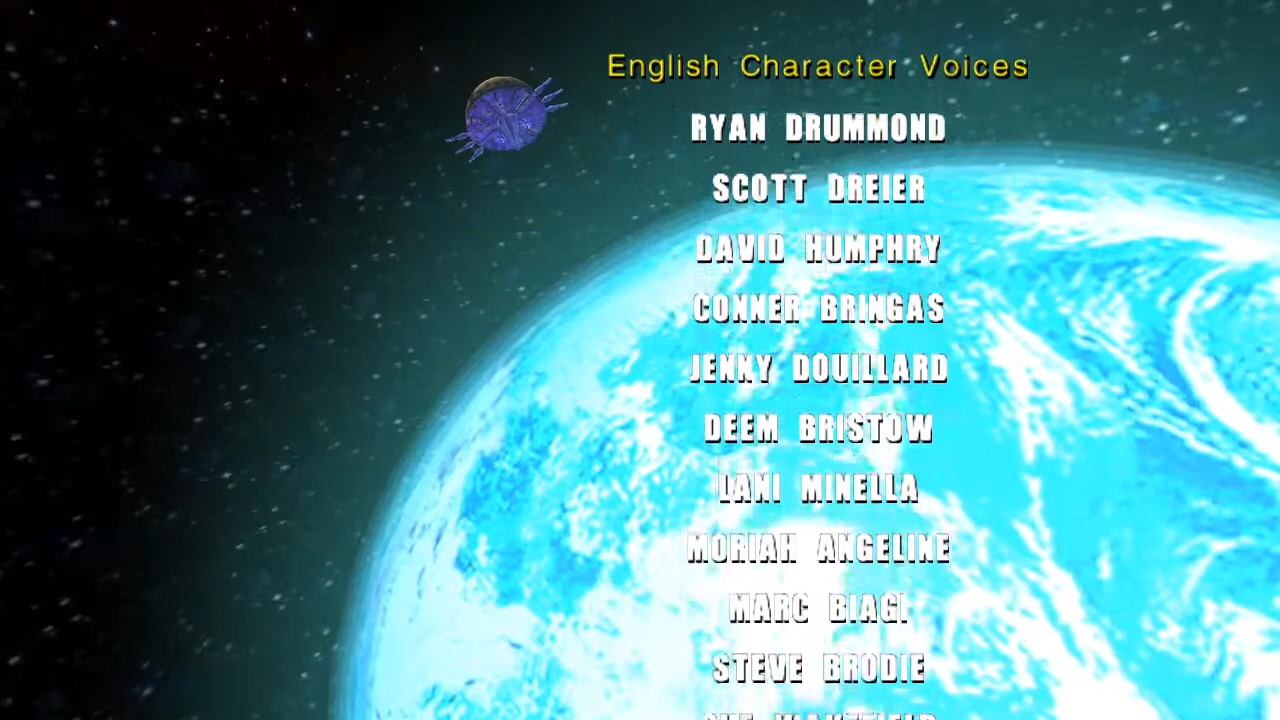 English Character Voices
RYAN DRUMMOND
SCOTT DREIER
DAVID HUMPHRY
CONNER BRINGAS
JENNY DOUILLARD
DEEM BRISTOW
LANI MINELLA
MORIAH ANGELINE
MARC BIAGI
STEVE BRODIE